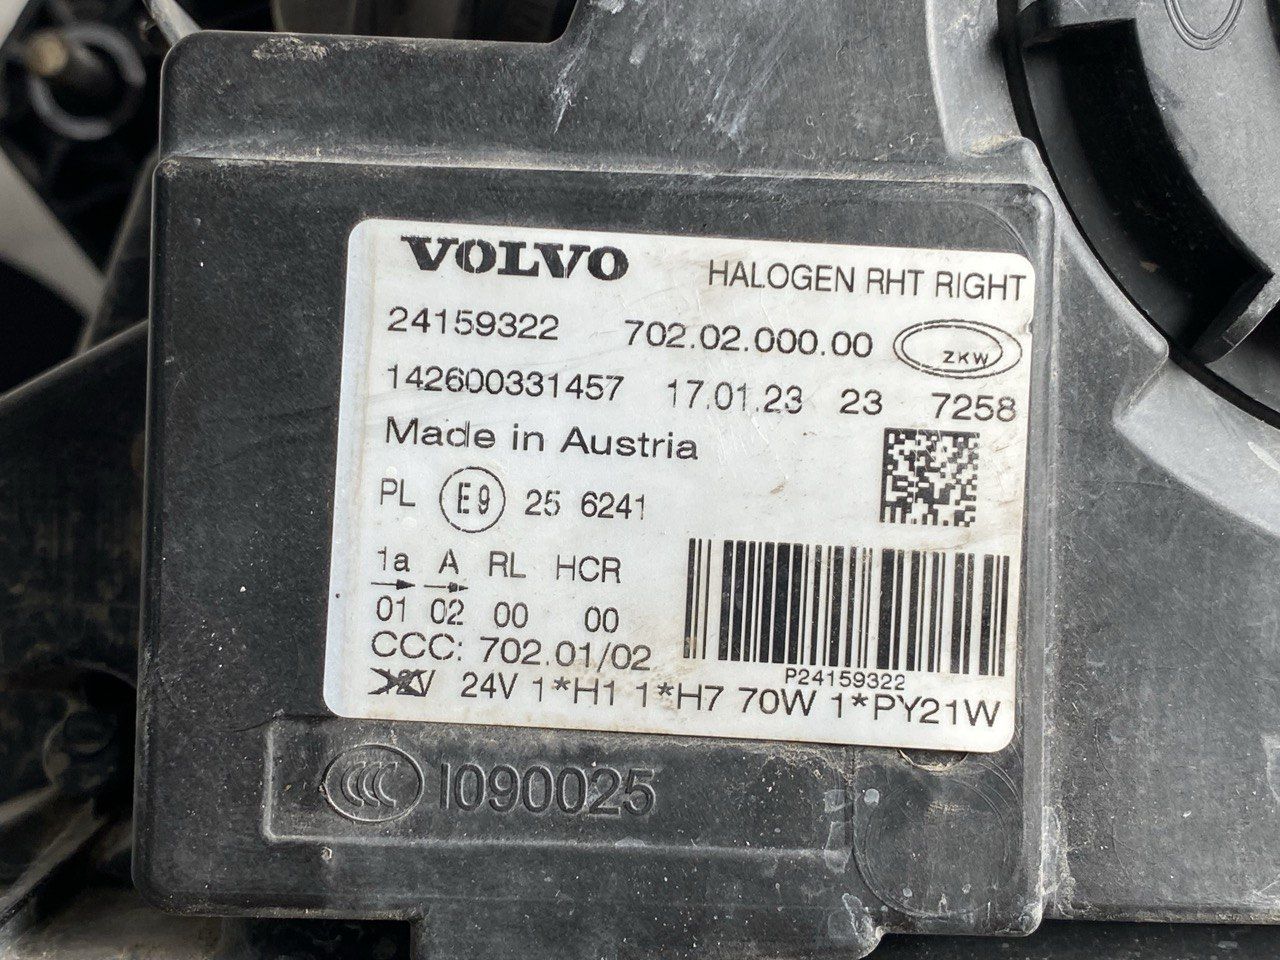 VOLVO HALOGEN RHT RIGHT
24159322 702.02.000.00 ZKW
142600331457 17.01.23 23 7258
Made in Austria
PL E9 25 6241
1a A RL HCR
01 02 00 00
CCC: 702.01/02
P24159322
12V 24V 1*H1 1*H7 70W 1*PY21W
CCC I090025